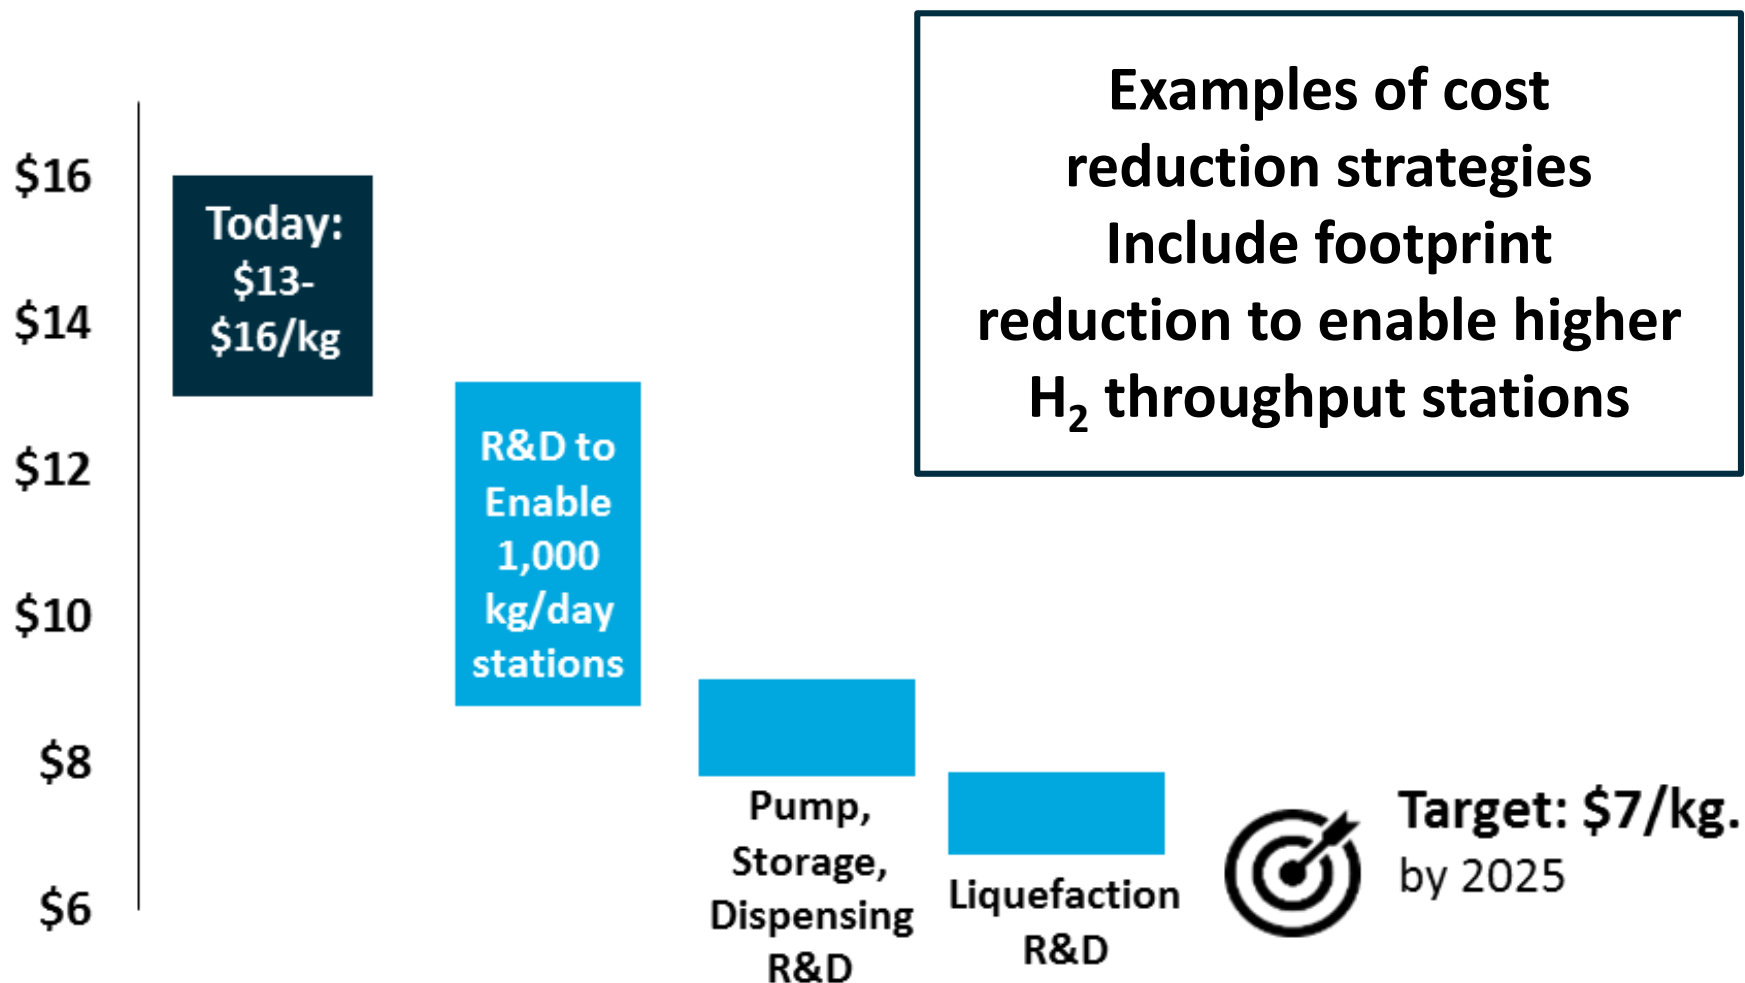 Examples of cost
reduction strategies
Include footprint
reduction to enable higher
H₂ throughput stations
$16
$14
$12
$10
$8
$6
Today:
$13-
$16/kg
R&D to
Enable
1,000
kg/day
stations
Pump,
Storage,
Dispensing
R&D
Liquefaction
R&D
Target: $7/kg.
by 2025